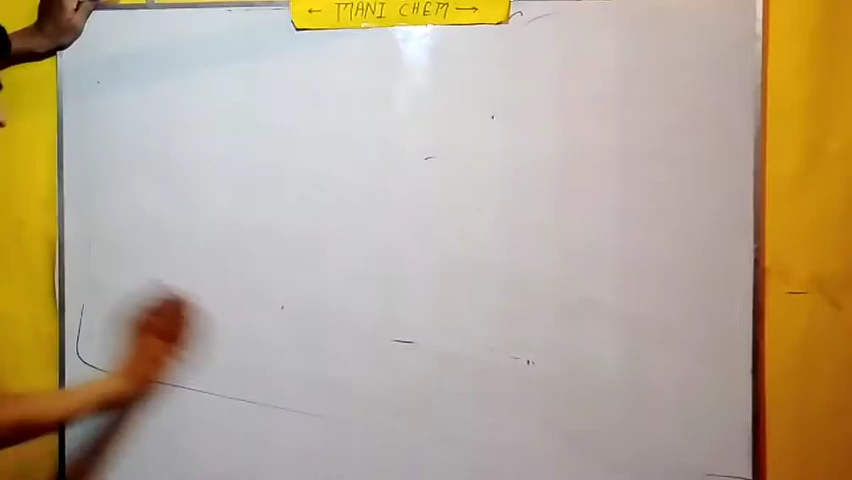 ← MANI CHEM →